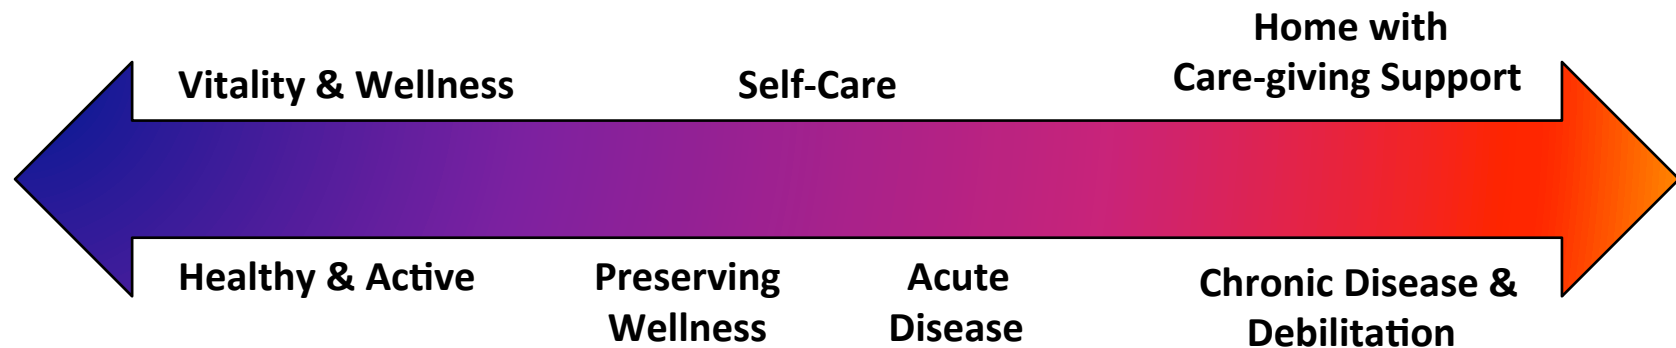 Vitality & Wellness
Self-Care
Home with
Care-giving Support
Healthy & Active
Preserving
Wellness
Acute
Disease
Chronic Disease &
Debilitation